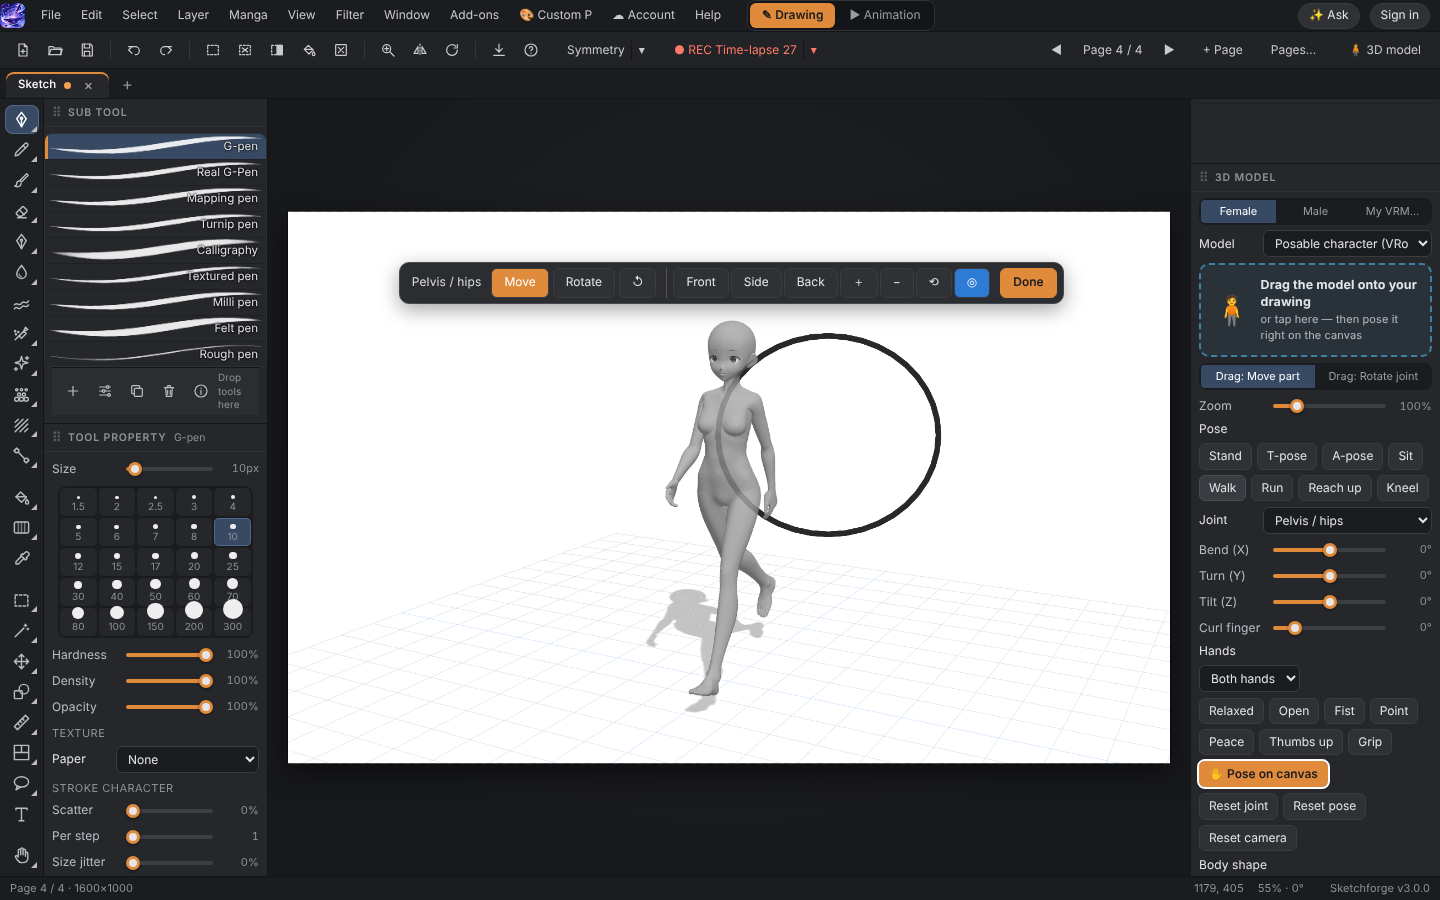 File Edit Select Layer Manga View Filter Window Add-ons 🎨 Custom P ☁ Account Help ✎ Drawing ▶ Animation ✨ Ask Sign in
Symmetry ▾ REC Time-lapse 27 ▾ ◀ Page 4 / 4 ▶ + Page Pages... 🧍 3D model
Sketch × +
SUB TOOL
G-pen
Real G-Pen
Mapping pen
Turnip pen
Calligraphy
Textured pen
Milli pen
Felt pen
Rough pen
Drop
tools
here
TOOL PROPERTY G-pen
Size 10px
1.5 2 2.5 3 4
5 6 7 8 10
12 15 17 20 25
30 40 50 60 70
80 100 150 200 300
Hardness 100%
Density 100%
Opacity 100%
TEXTURE
Paper None
STROKE CHARACTER
Scatter 0%
Per step 1
Size jitter 0%
Pelvis / hips Move Rotate ↺ Front Side Back + − ⟲ ◎ Done
3D MODEL
Female Male My VRM...
Model Posable character (VRo
Drag the model onto your
drawing
or tap here — then pose it
right on the canvas
Drag: Move part Drag: Rotate joint
Zoom 100%
Pose
Stand T-pose A-pose Sit
Walk Run Reach up Kneel
Joint Pelvis / hips
Bend (X) 0°
Turn (Y) 0°
Tilt (Z) 0°
Curl finger 0°
Hands
Both hands
Relaxed Open Fist Point
Peace Thumbs up Grip
✋ Pose on canvas
Reset joint Reset pose
Reset camera
Body shape
Page 4 / 4 · 1600×1000 1179, 405 55% · 0° Sketchforge v3.0.0